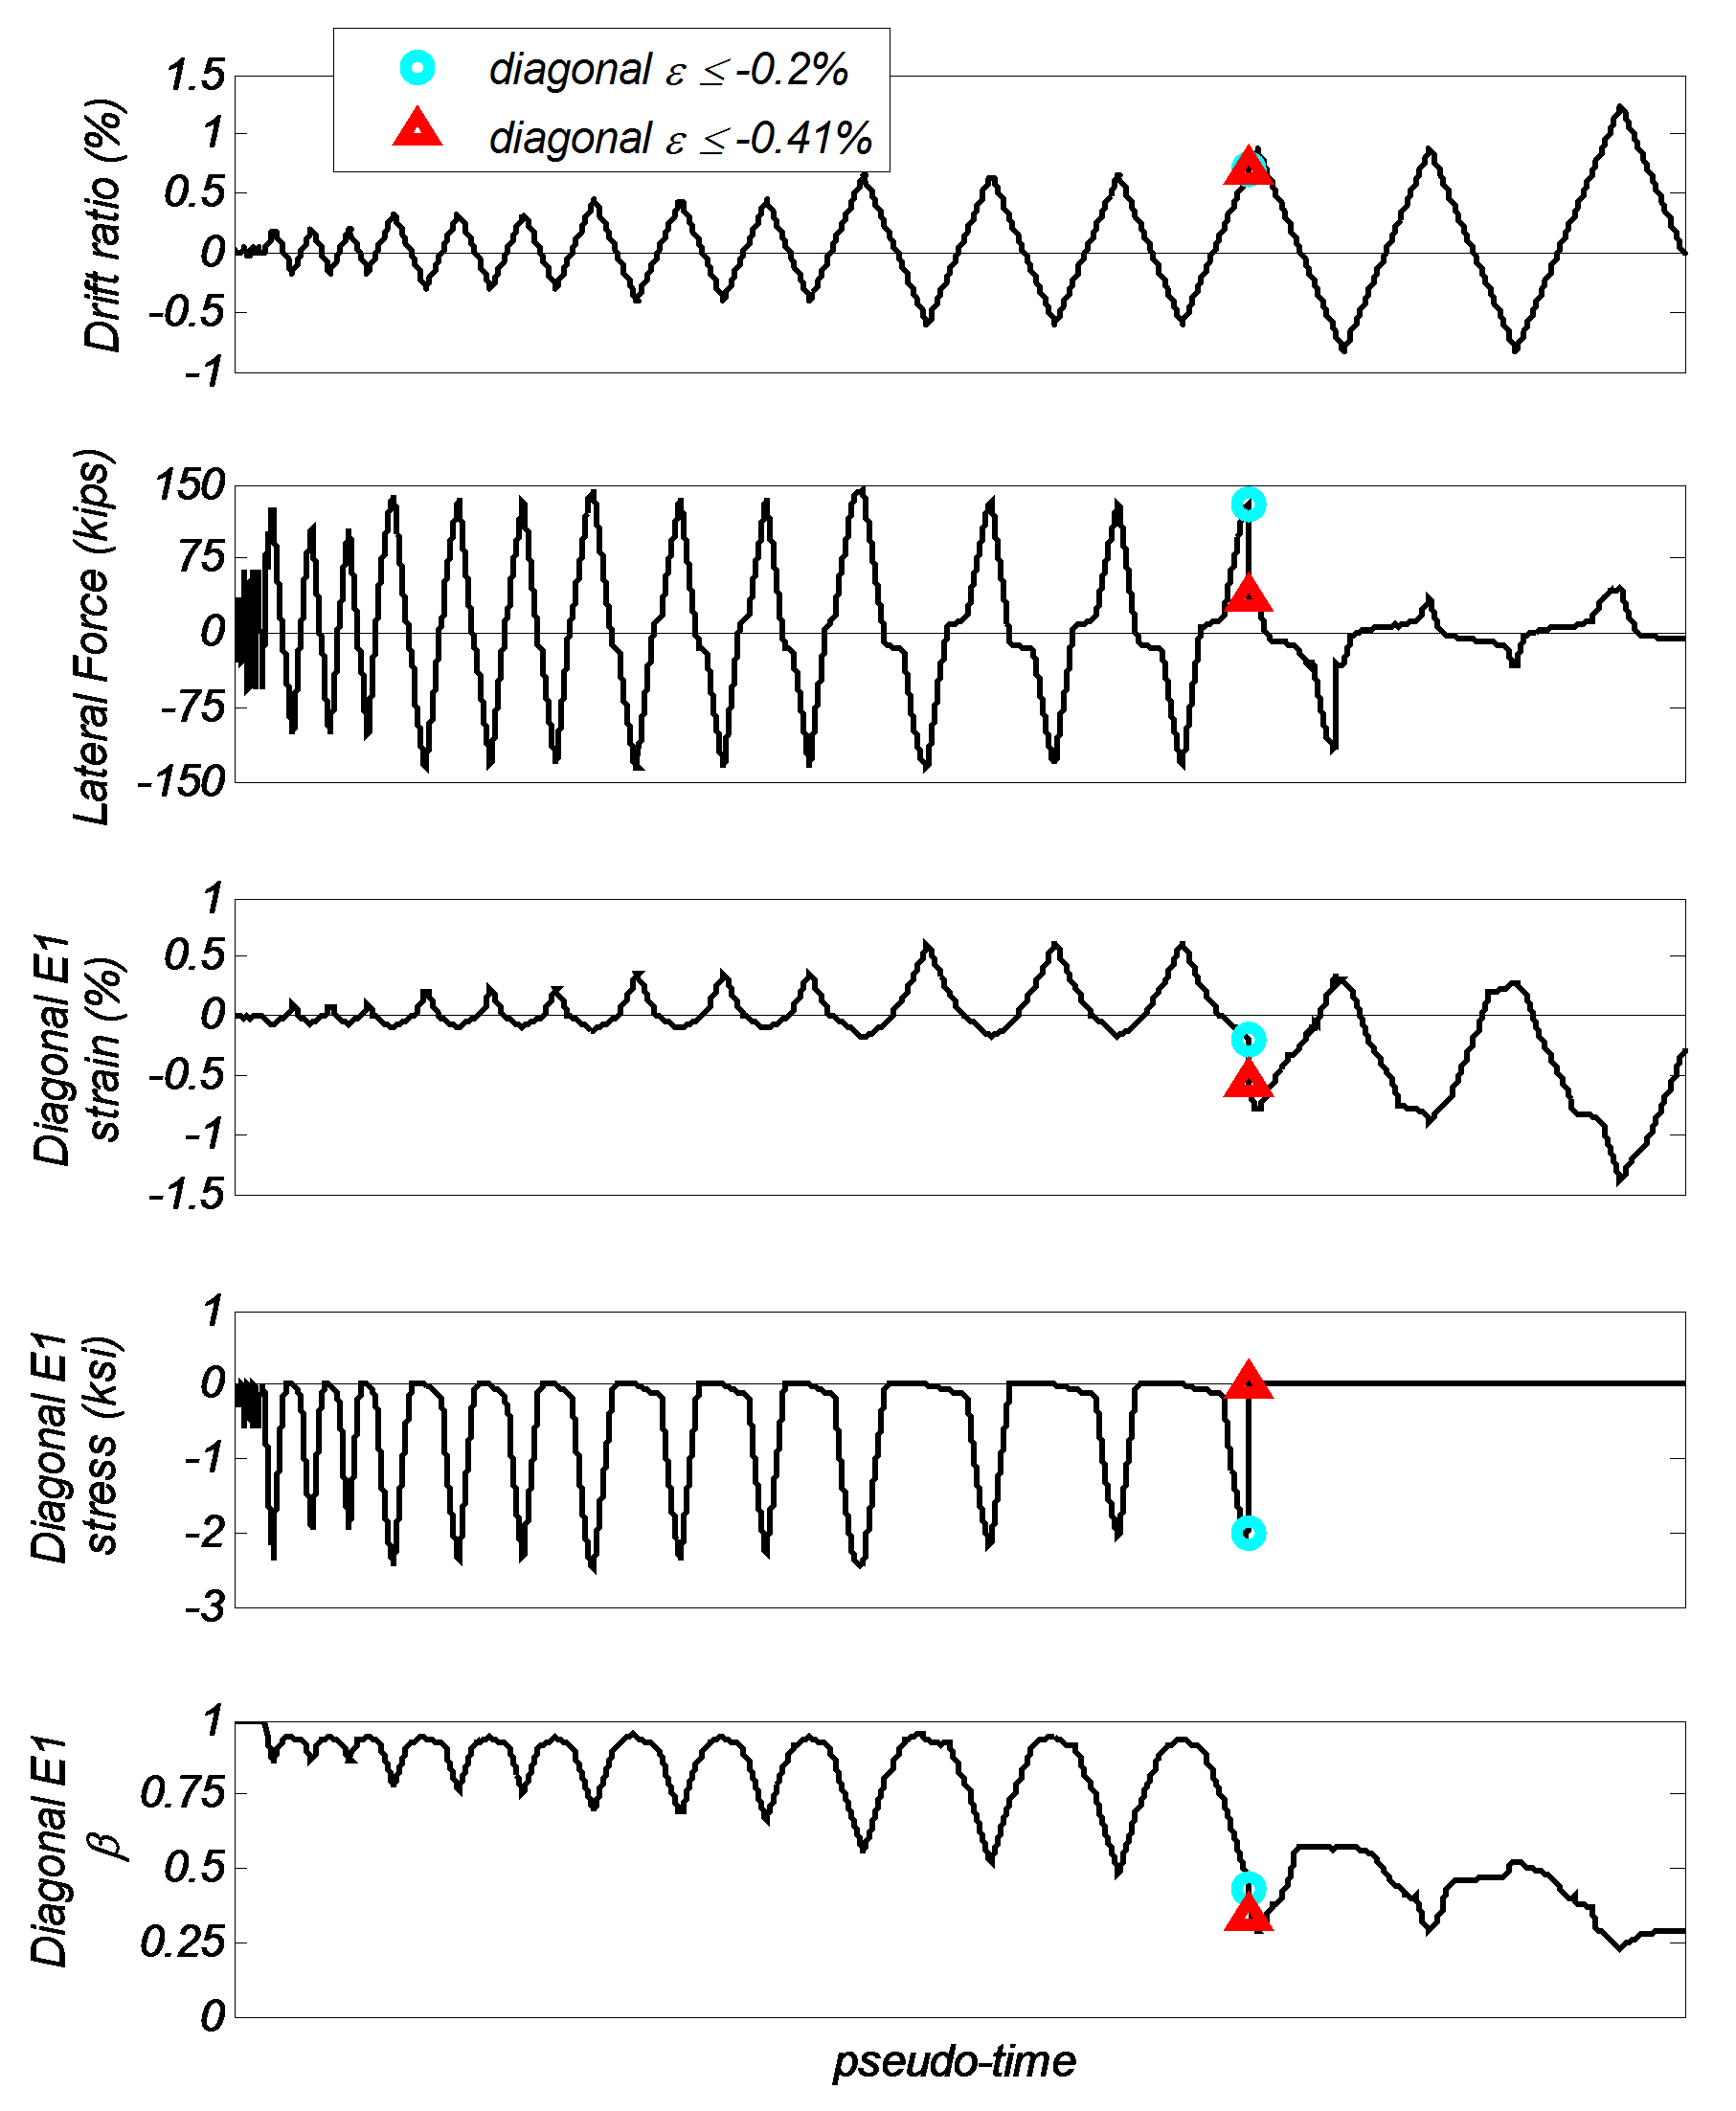 diagonal ε ≤ -0.2%
diagonal ε ≤ -0.41%
Drift ratio (%)
1.5
1
0.5
0
-0.5
-1
Lateral Force (kips)
150
75
0
-75
-150
Diagonal E1
strain (%)
1
0.5
0
-0.5
-1
-1.5
Diagonal E1
stress (ksi)
1
0
-1
-2
-3
Diagonal E1
β
1
0.75
0.5
0.25
0
pseudo-time